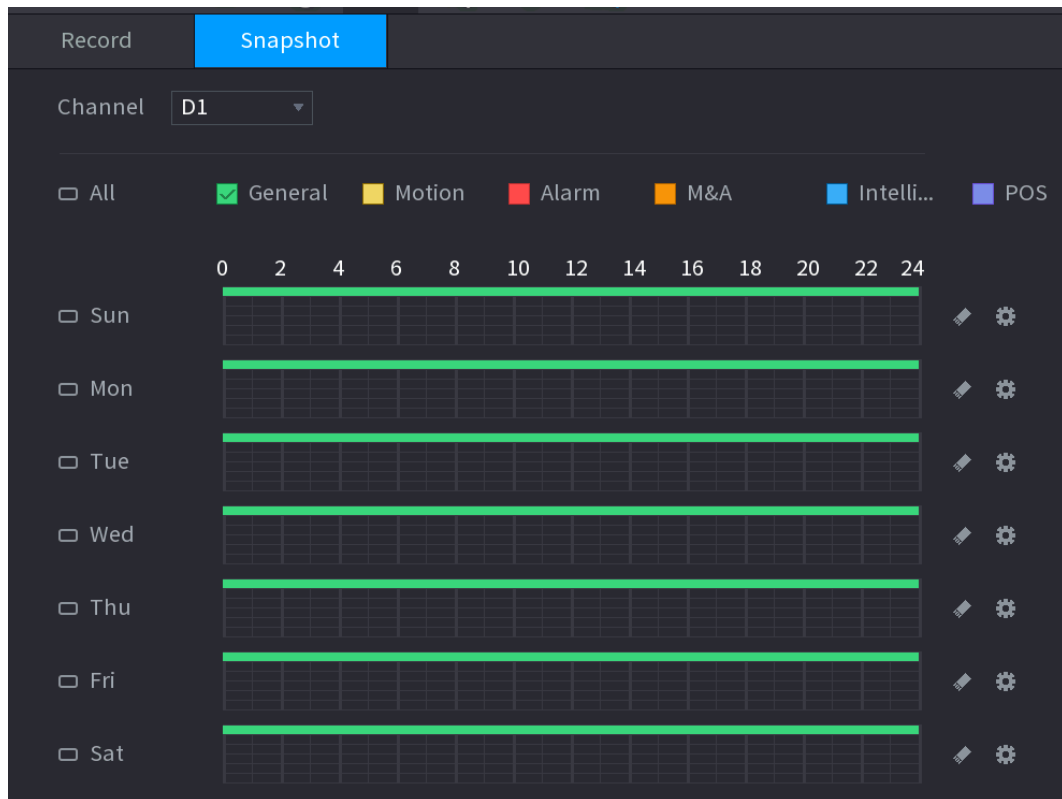 Record Snapshot
Channel D1
All General Motion Alarm M&A Intelli... POS
0 2 4 6 8 10 12 14 16 18 20 22 24
Sun
Mon
Tue
Wed
Thu
Fri
Sat